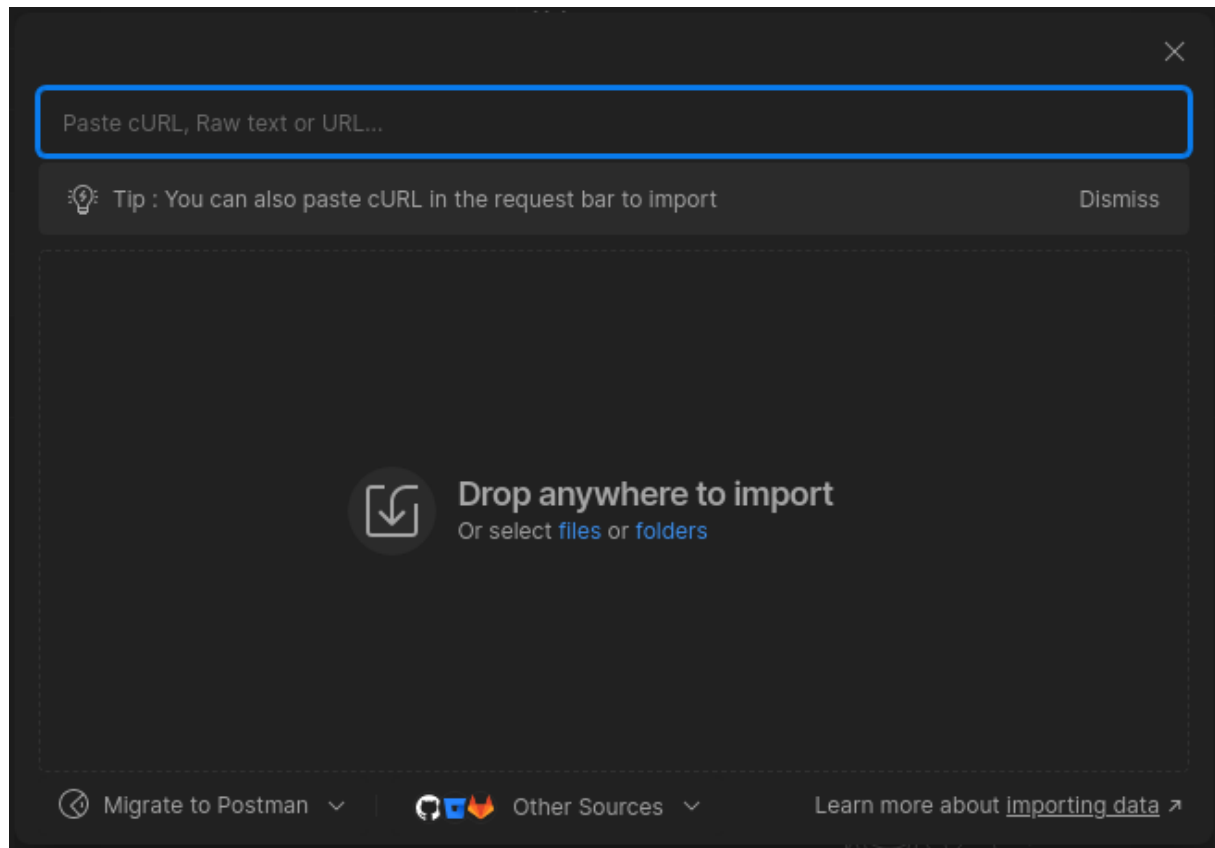 Paste cURL, Raw text or URL...
Tip : You can also paste cURL in the request bar to import
Dismiss
Drop anywhere to import
Or select files or folders
Migrate to Postman
Other Sources
Learn more about importing data ↗